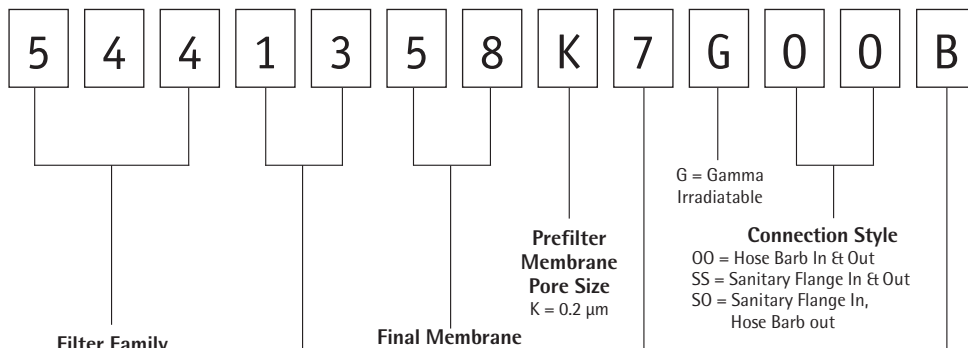 5 4 4 1 3 5 8 K 7 G O O B
G = Gamma
Irradiatable
Prefilter
Membrane
Pore Size
K = 0.2 µm
Connection Style
OO = Hose Barb In & Out
SS = Sanitary Flange In & Out
SO = Sanitary Flange In,
Hose Barb out
Filter Family
Final Membrane